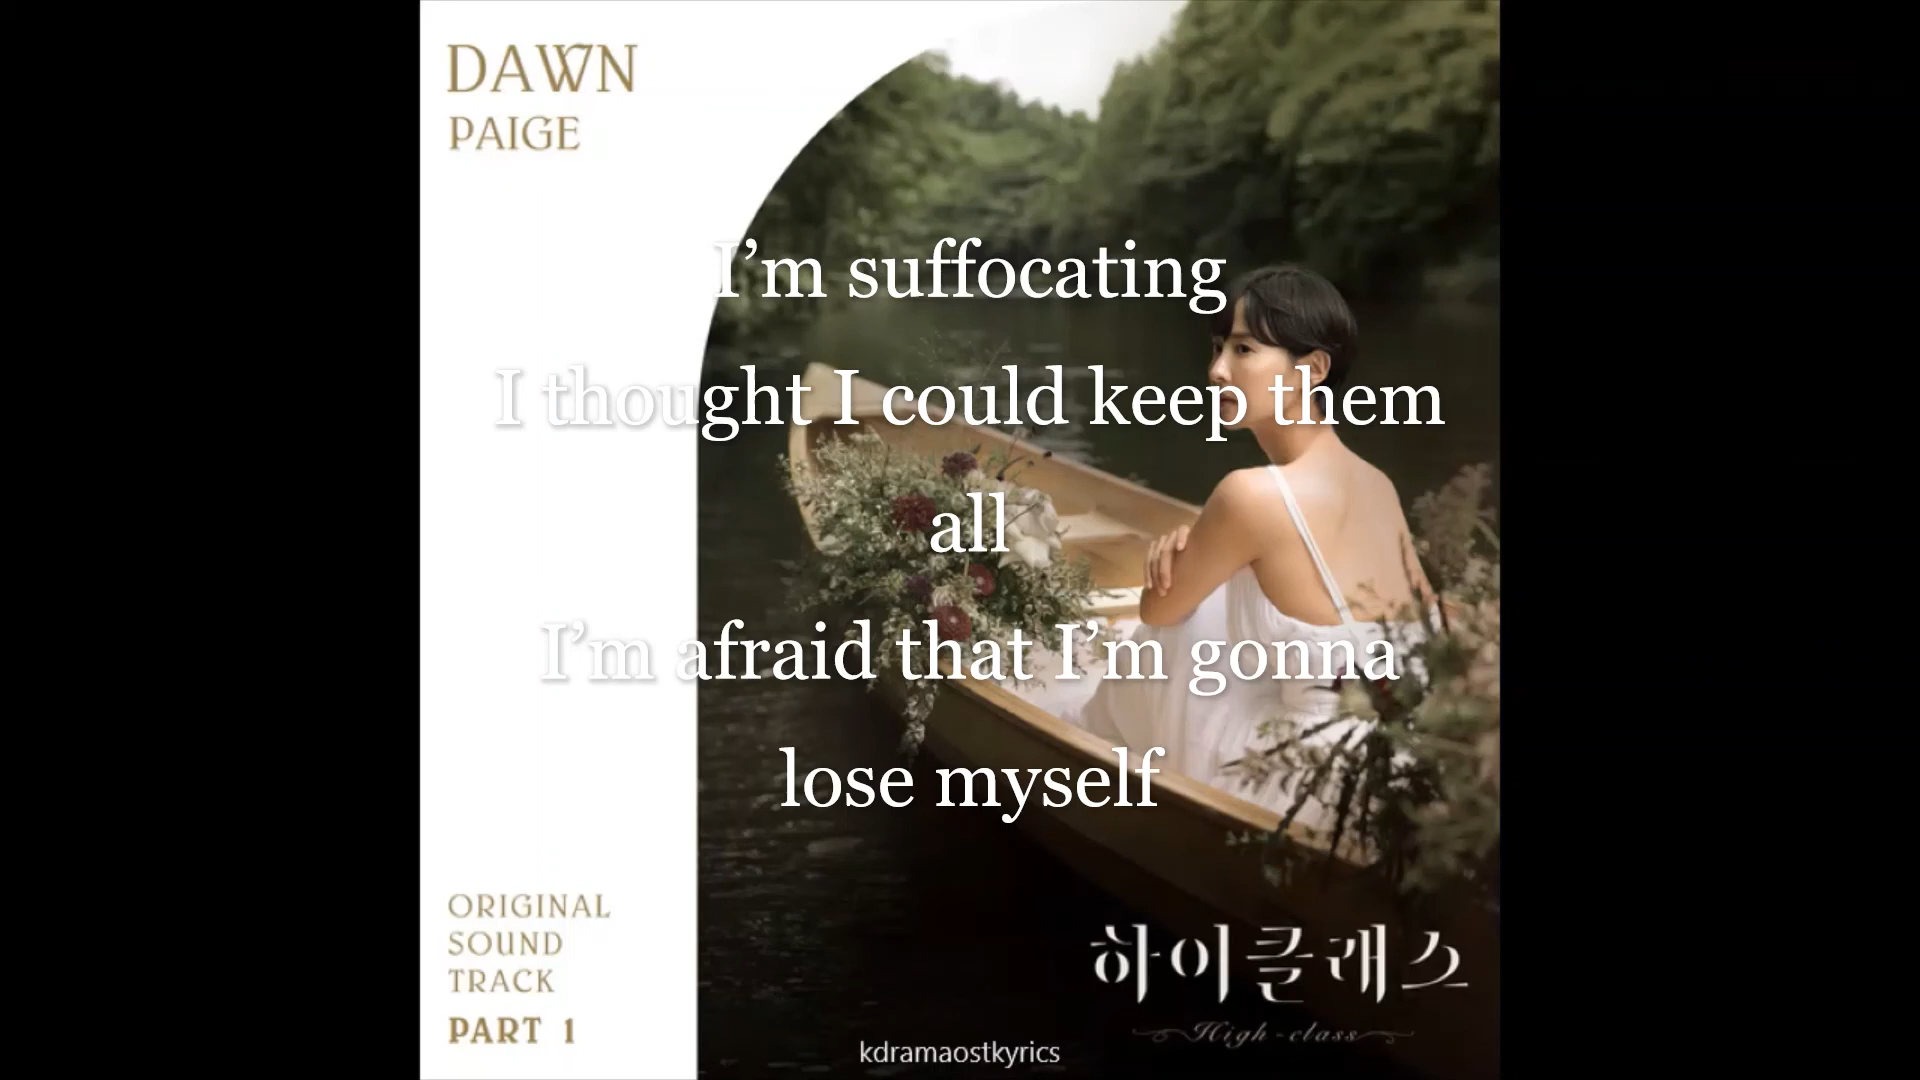 DAWN
PAIGE
I’m suffocating
I thought I could keep them
all
I’m afraid that I’m gonna
lose myself
ORIGINAL
SOUND
TRACK
PART 1
하이클래스
High-class
kdramaostkyrics